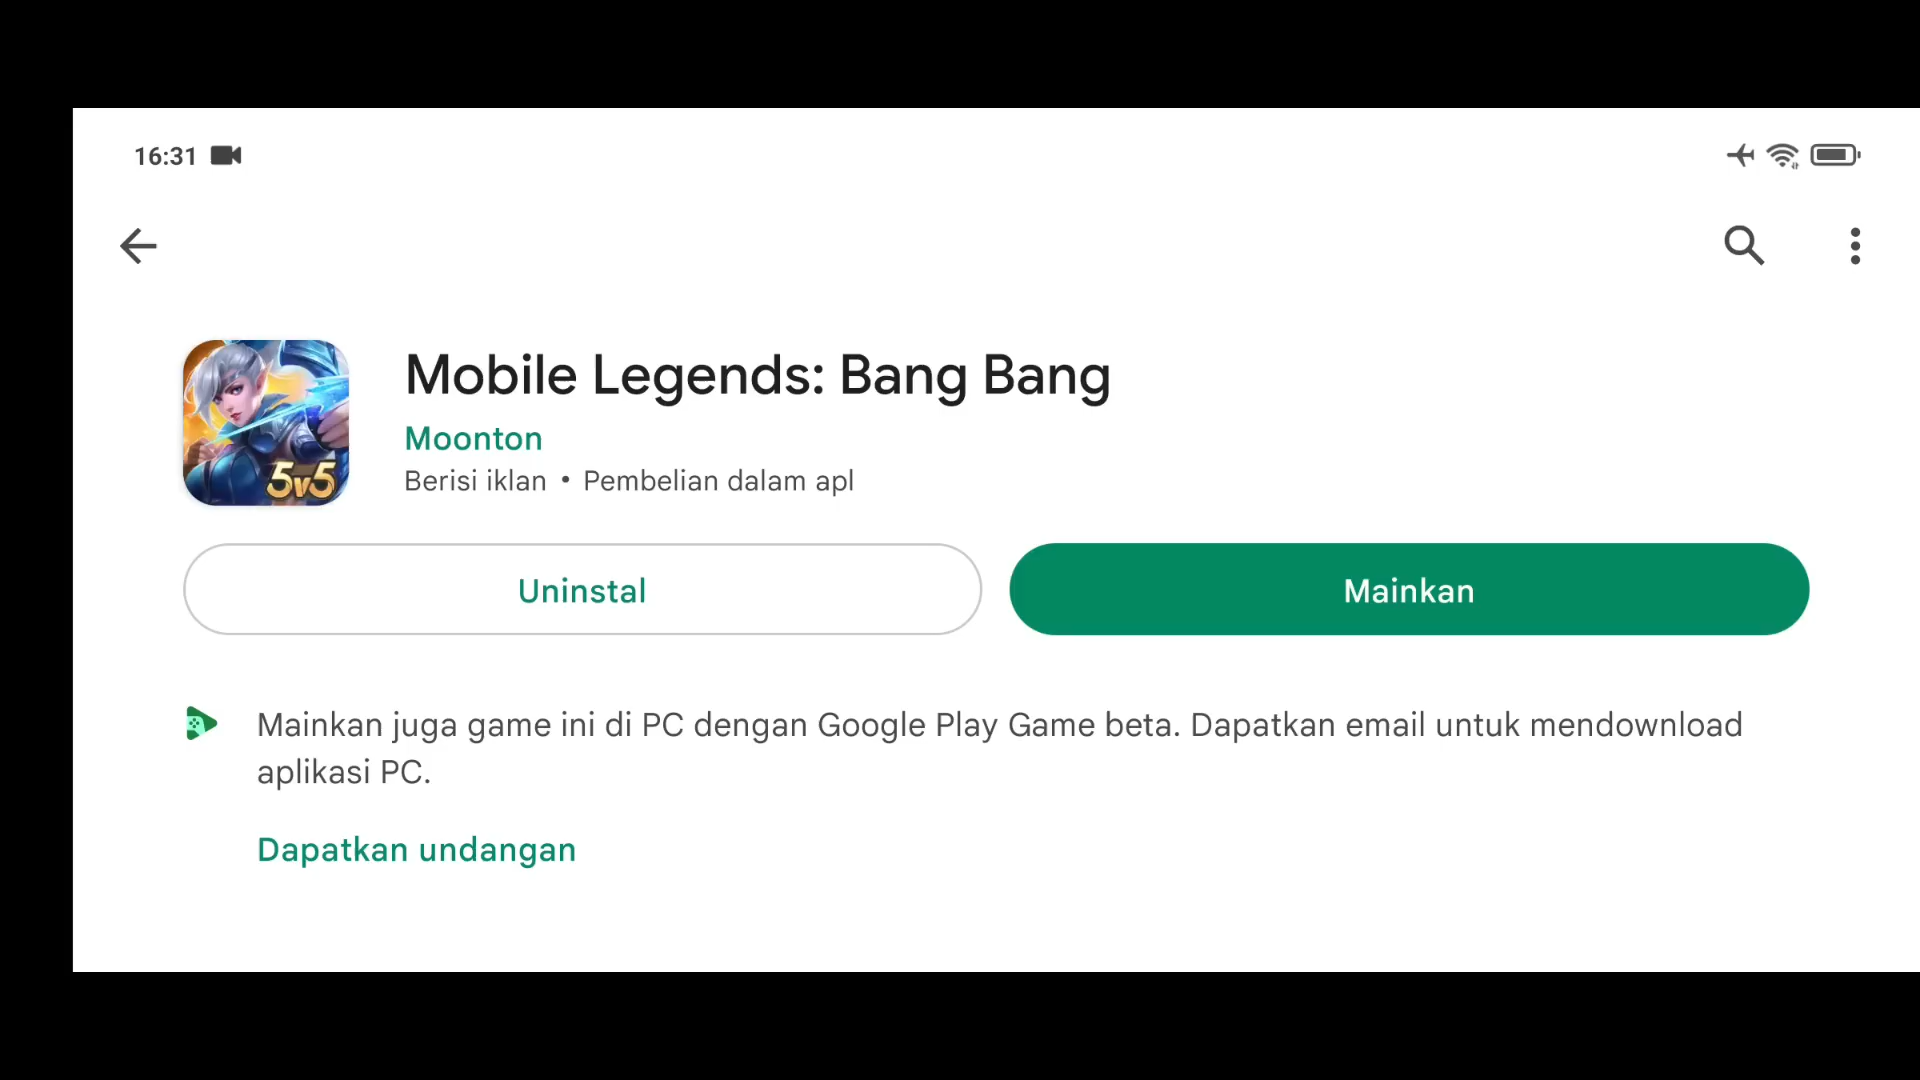 16:31
Mobile Legends: Bang Bang
Moonton
Berisi iklan • Pembelian dalam apl
5v5
Uninstal
Mainkan
Mainkan juga game ini di PC dengan Google Play Game beta. Dapatkan email untuk mendownload
aplikasi PC.
Dapatkan undangan